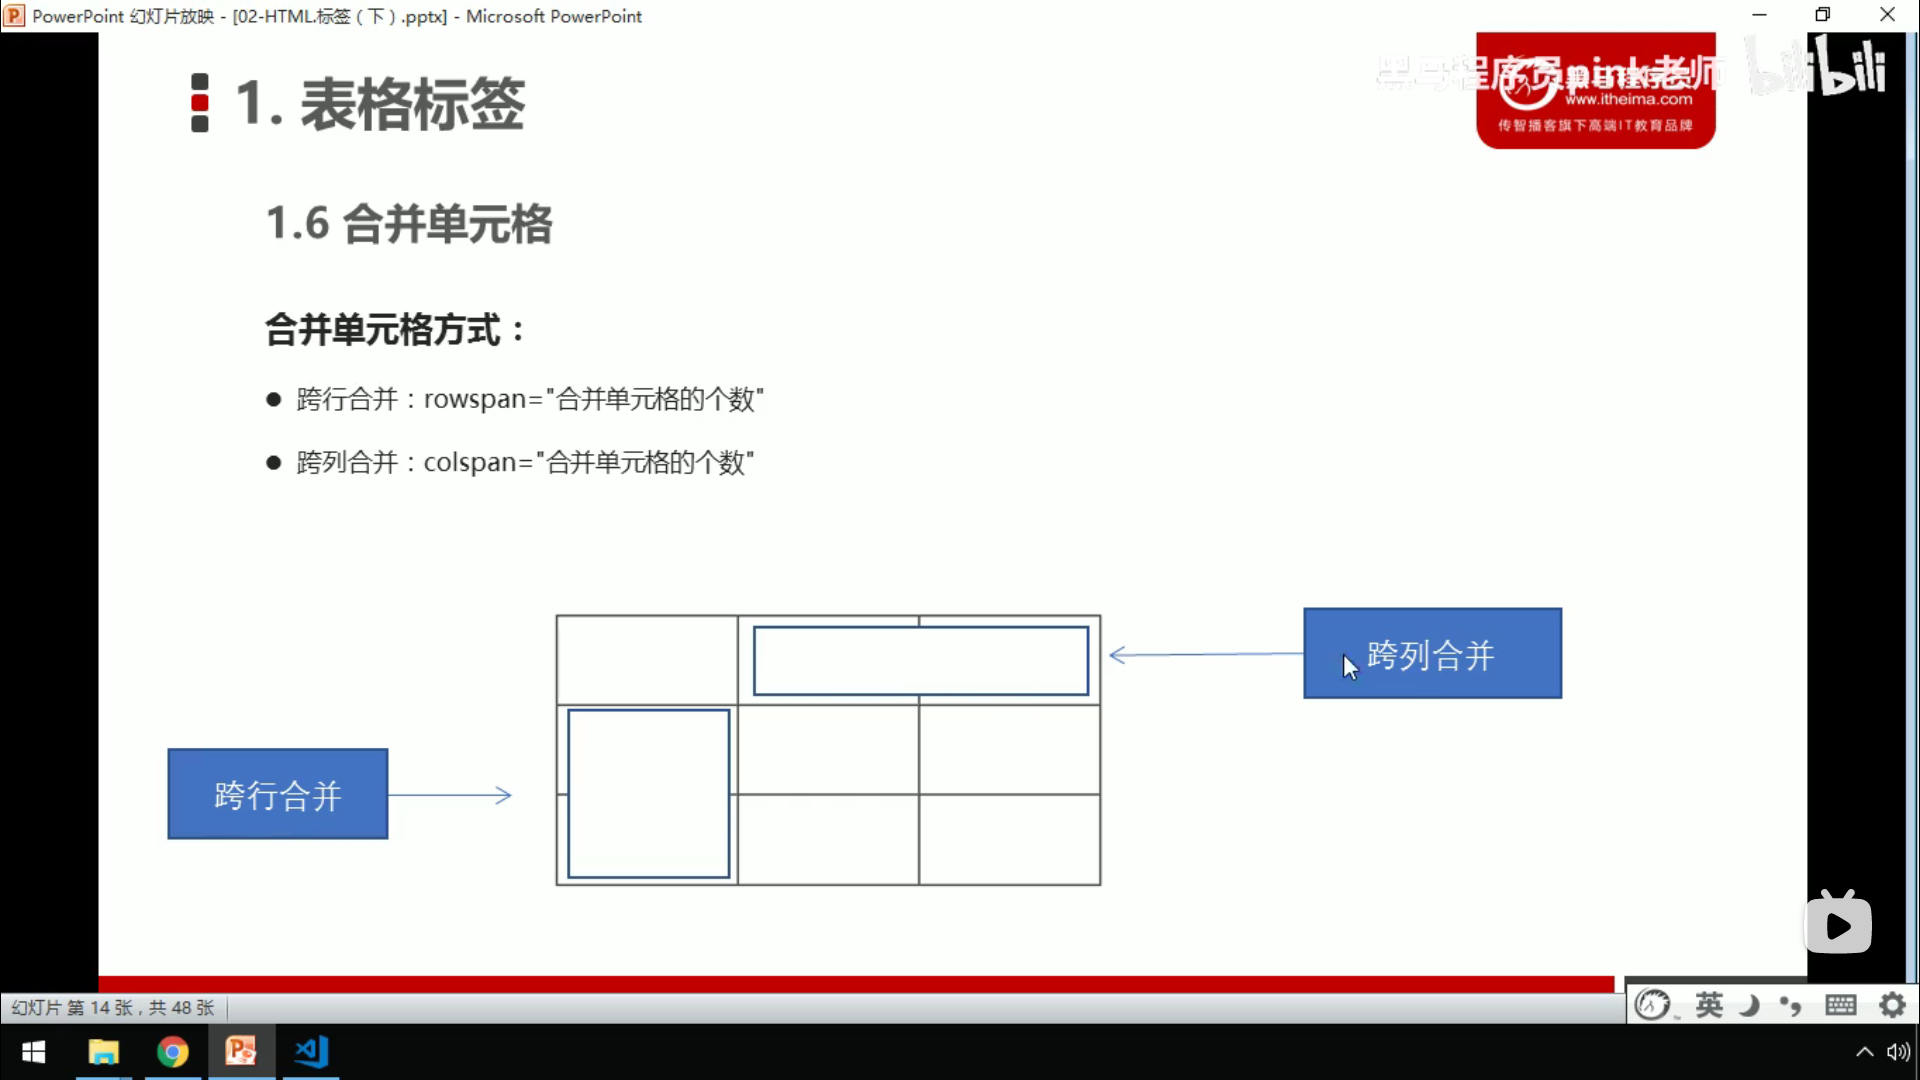 PowerPoint 幻灯片放映 - [02-HTML标签（下）.pptx] - Microsoft PowerPoint
1. 表格标签
黑马程序员pink老师
bilibili
www.itheima.com
传智播客旗下高端IT教育品牌
1.6 合并单元格
合并单元格方式：
● 跨行合并：rowspan="合并单元格的个数"
● 跨列合并：colspan="合并单元格的个数"
跨列合并
跨行合并
幻灯片 第 14 张，共 48 张
英